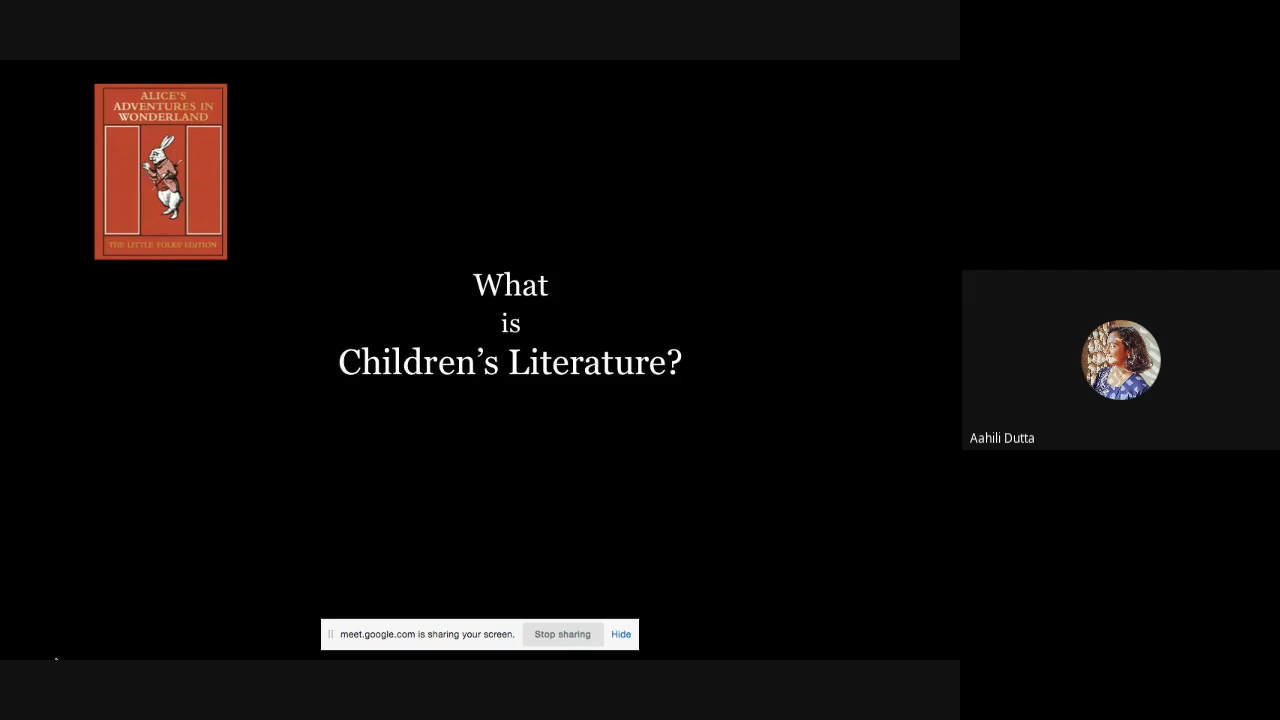 ALICE'S
ADVENTURES IN
WONDERLAND
THE LITTLE FOLKS' EDITION
What
is
Children’s Literature?
Aahili Dutta
meet.google.com is sharing your screen. Stop sharing Hide